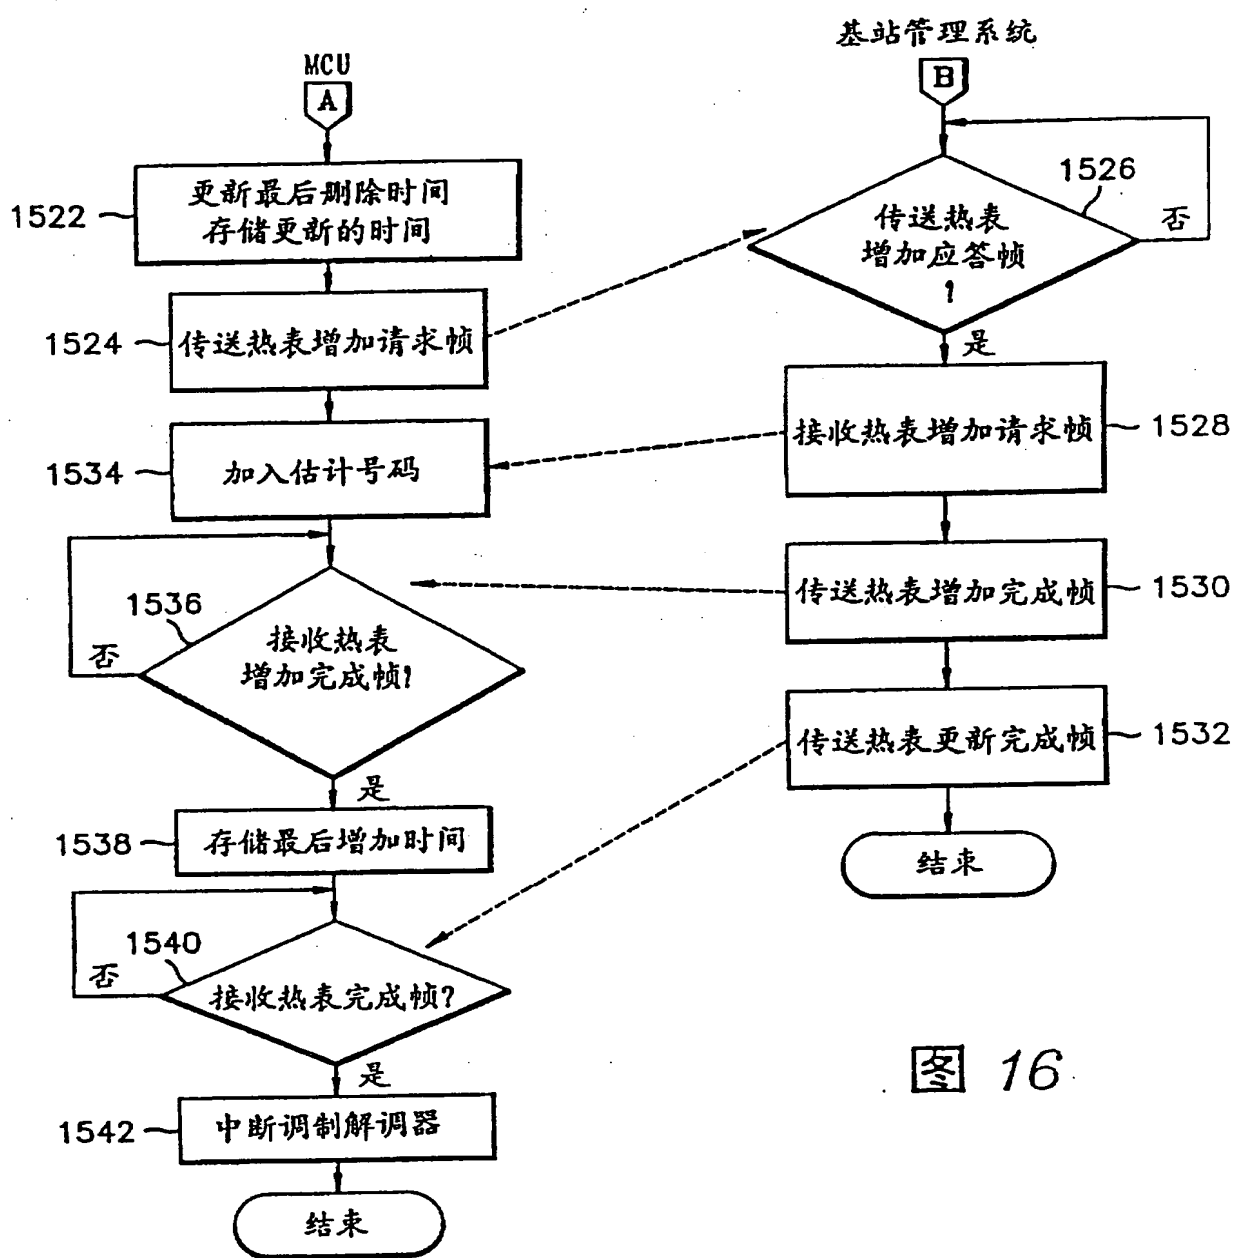 MCU
A
1522
更新最后删除时间
存储更新的时间
1524
传送热表增加请求帧
1534
加入估计号码
1536
否
接收热表
增加完成帧?
是
1538
存储最后增加时间
1540
否
接收热表完成帧?
是
1542
中断调制解调器
结束
基站管理系统
B
1526
传送热表
增加应答帧
?
否
是
接收热表增加请求帧
1528
传送热表增加完成帧
1530
传送热表更新完成帧
1532
结束
图 16